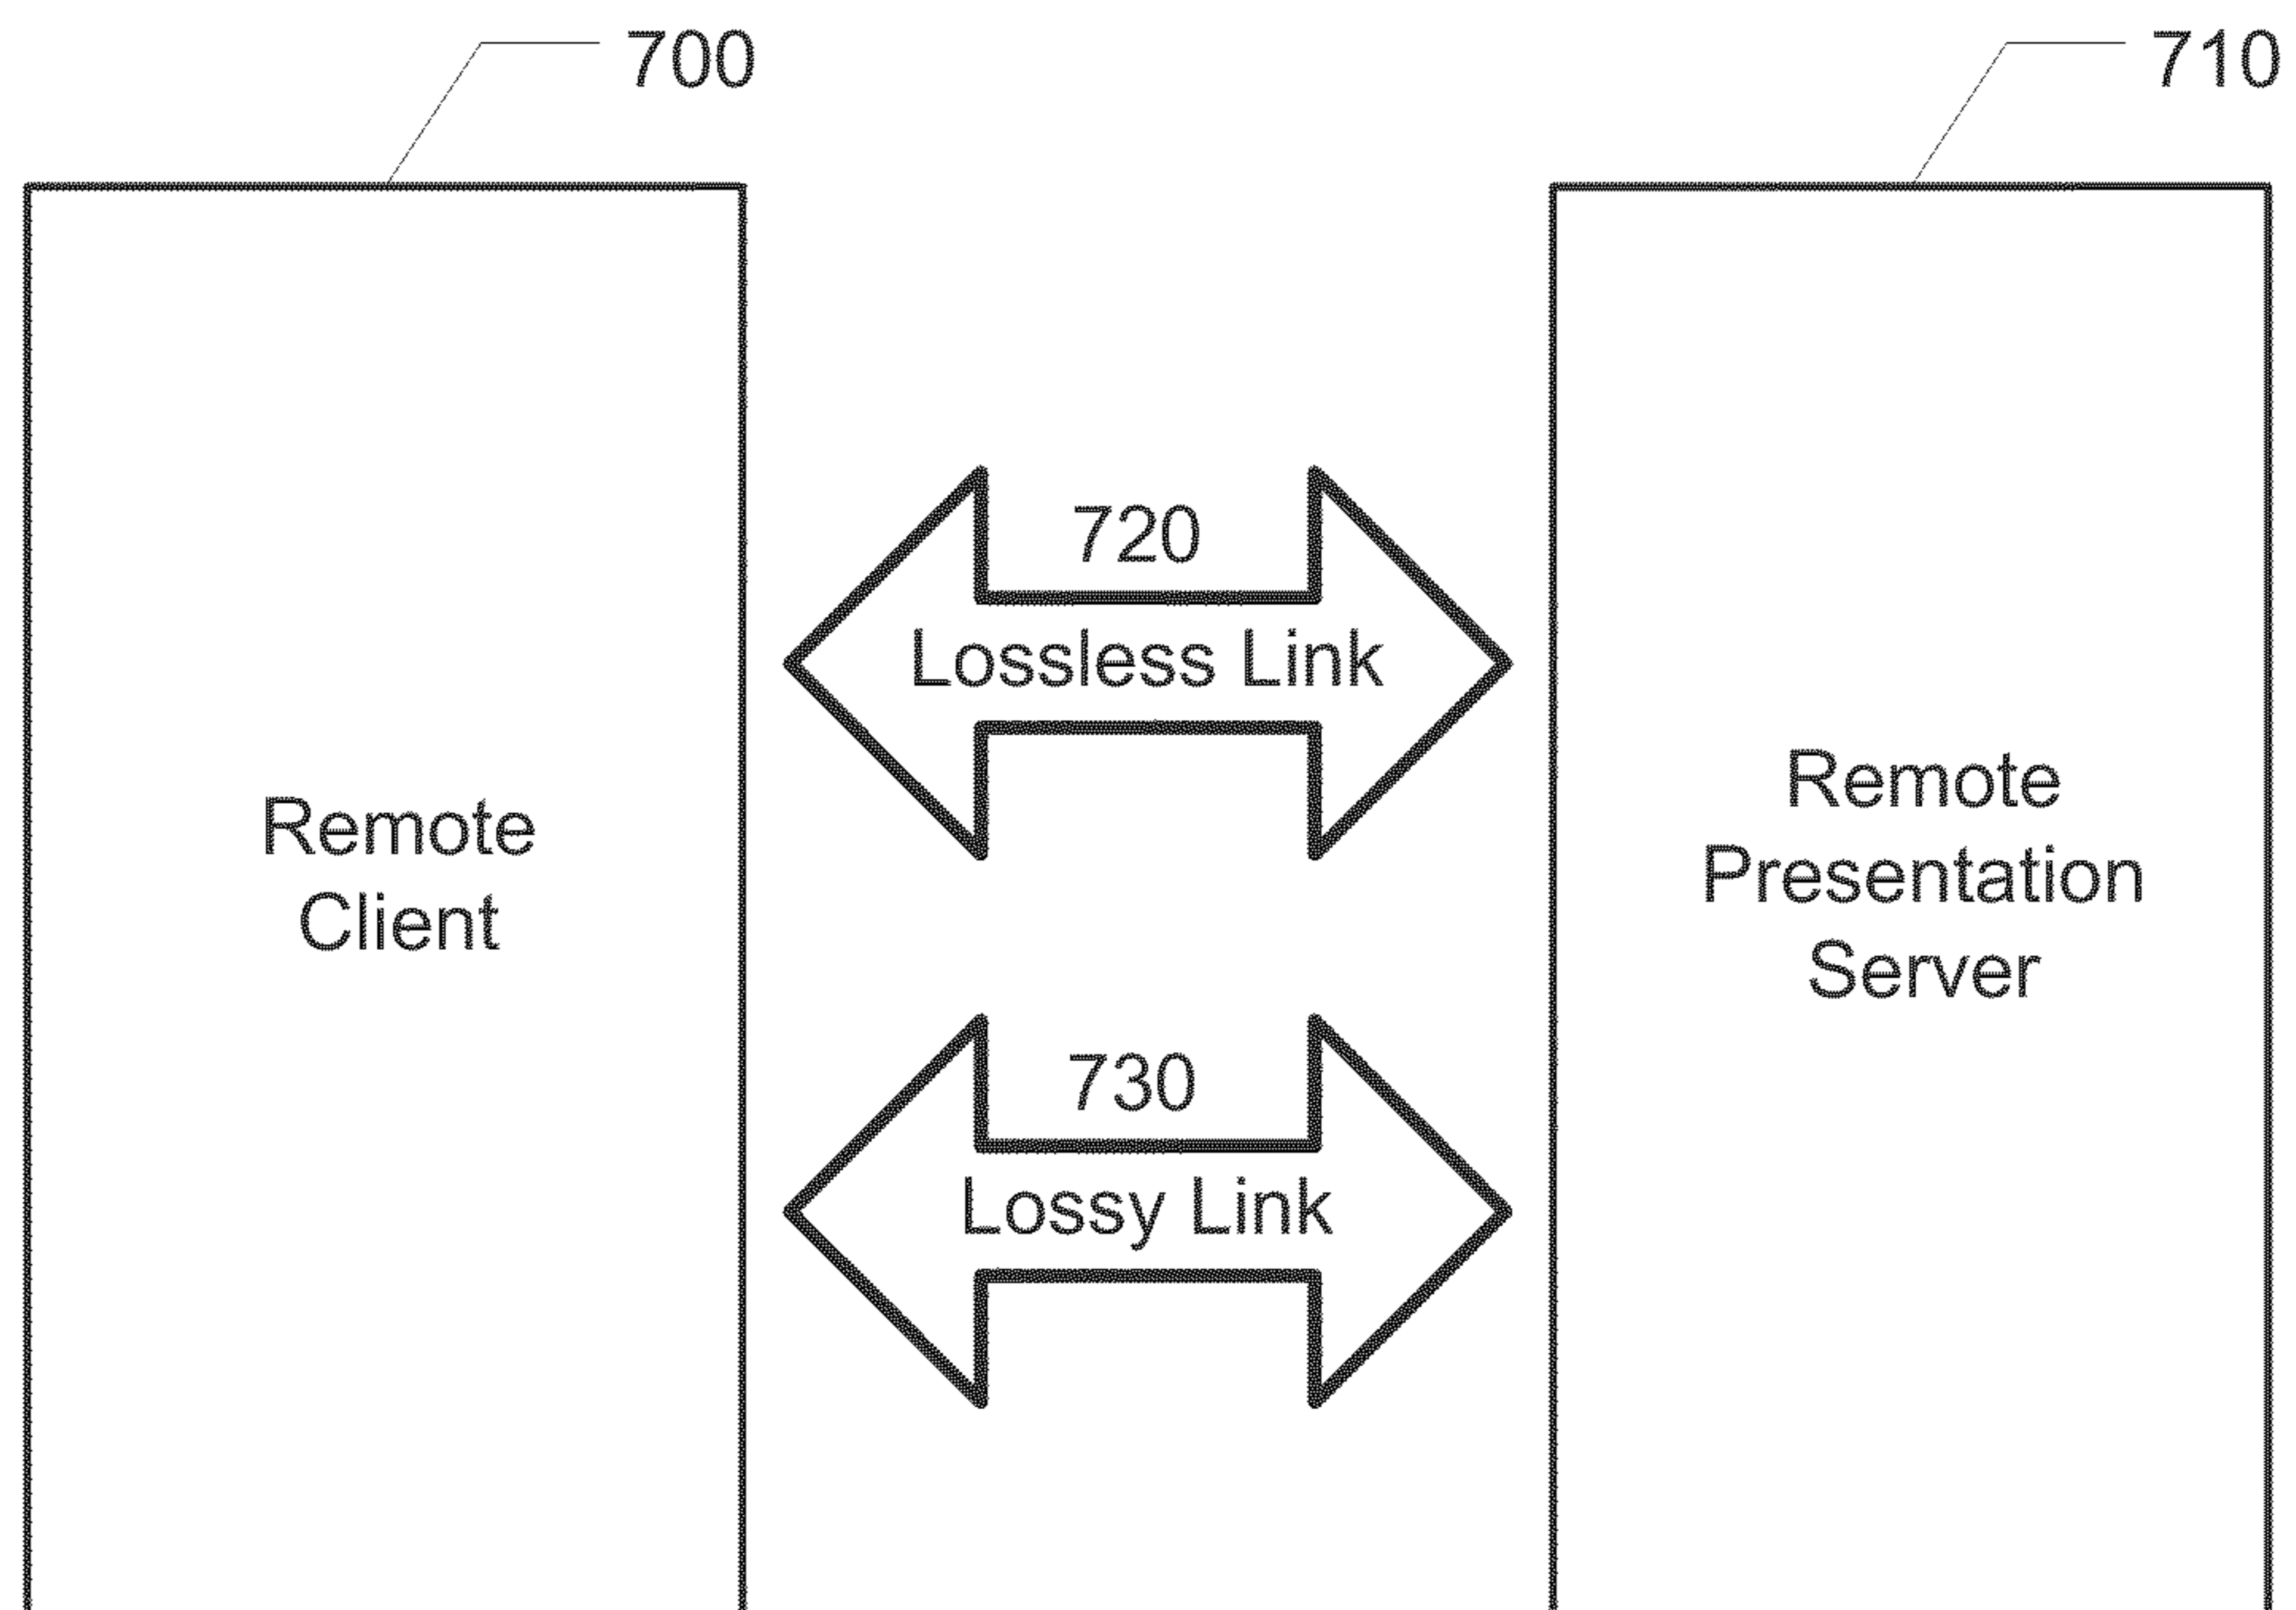 700
710
720
Lossless Link
Remote
Client
Remote
Presentation
Server
730
Lossy Link